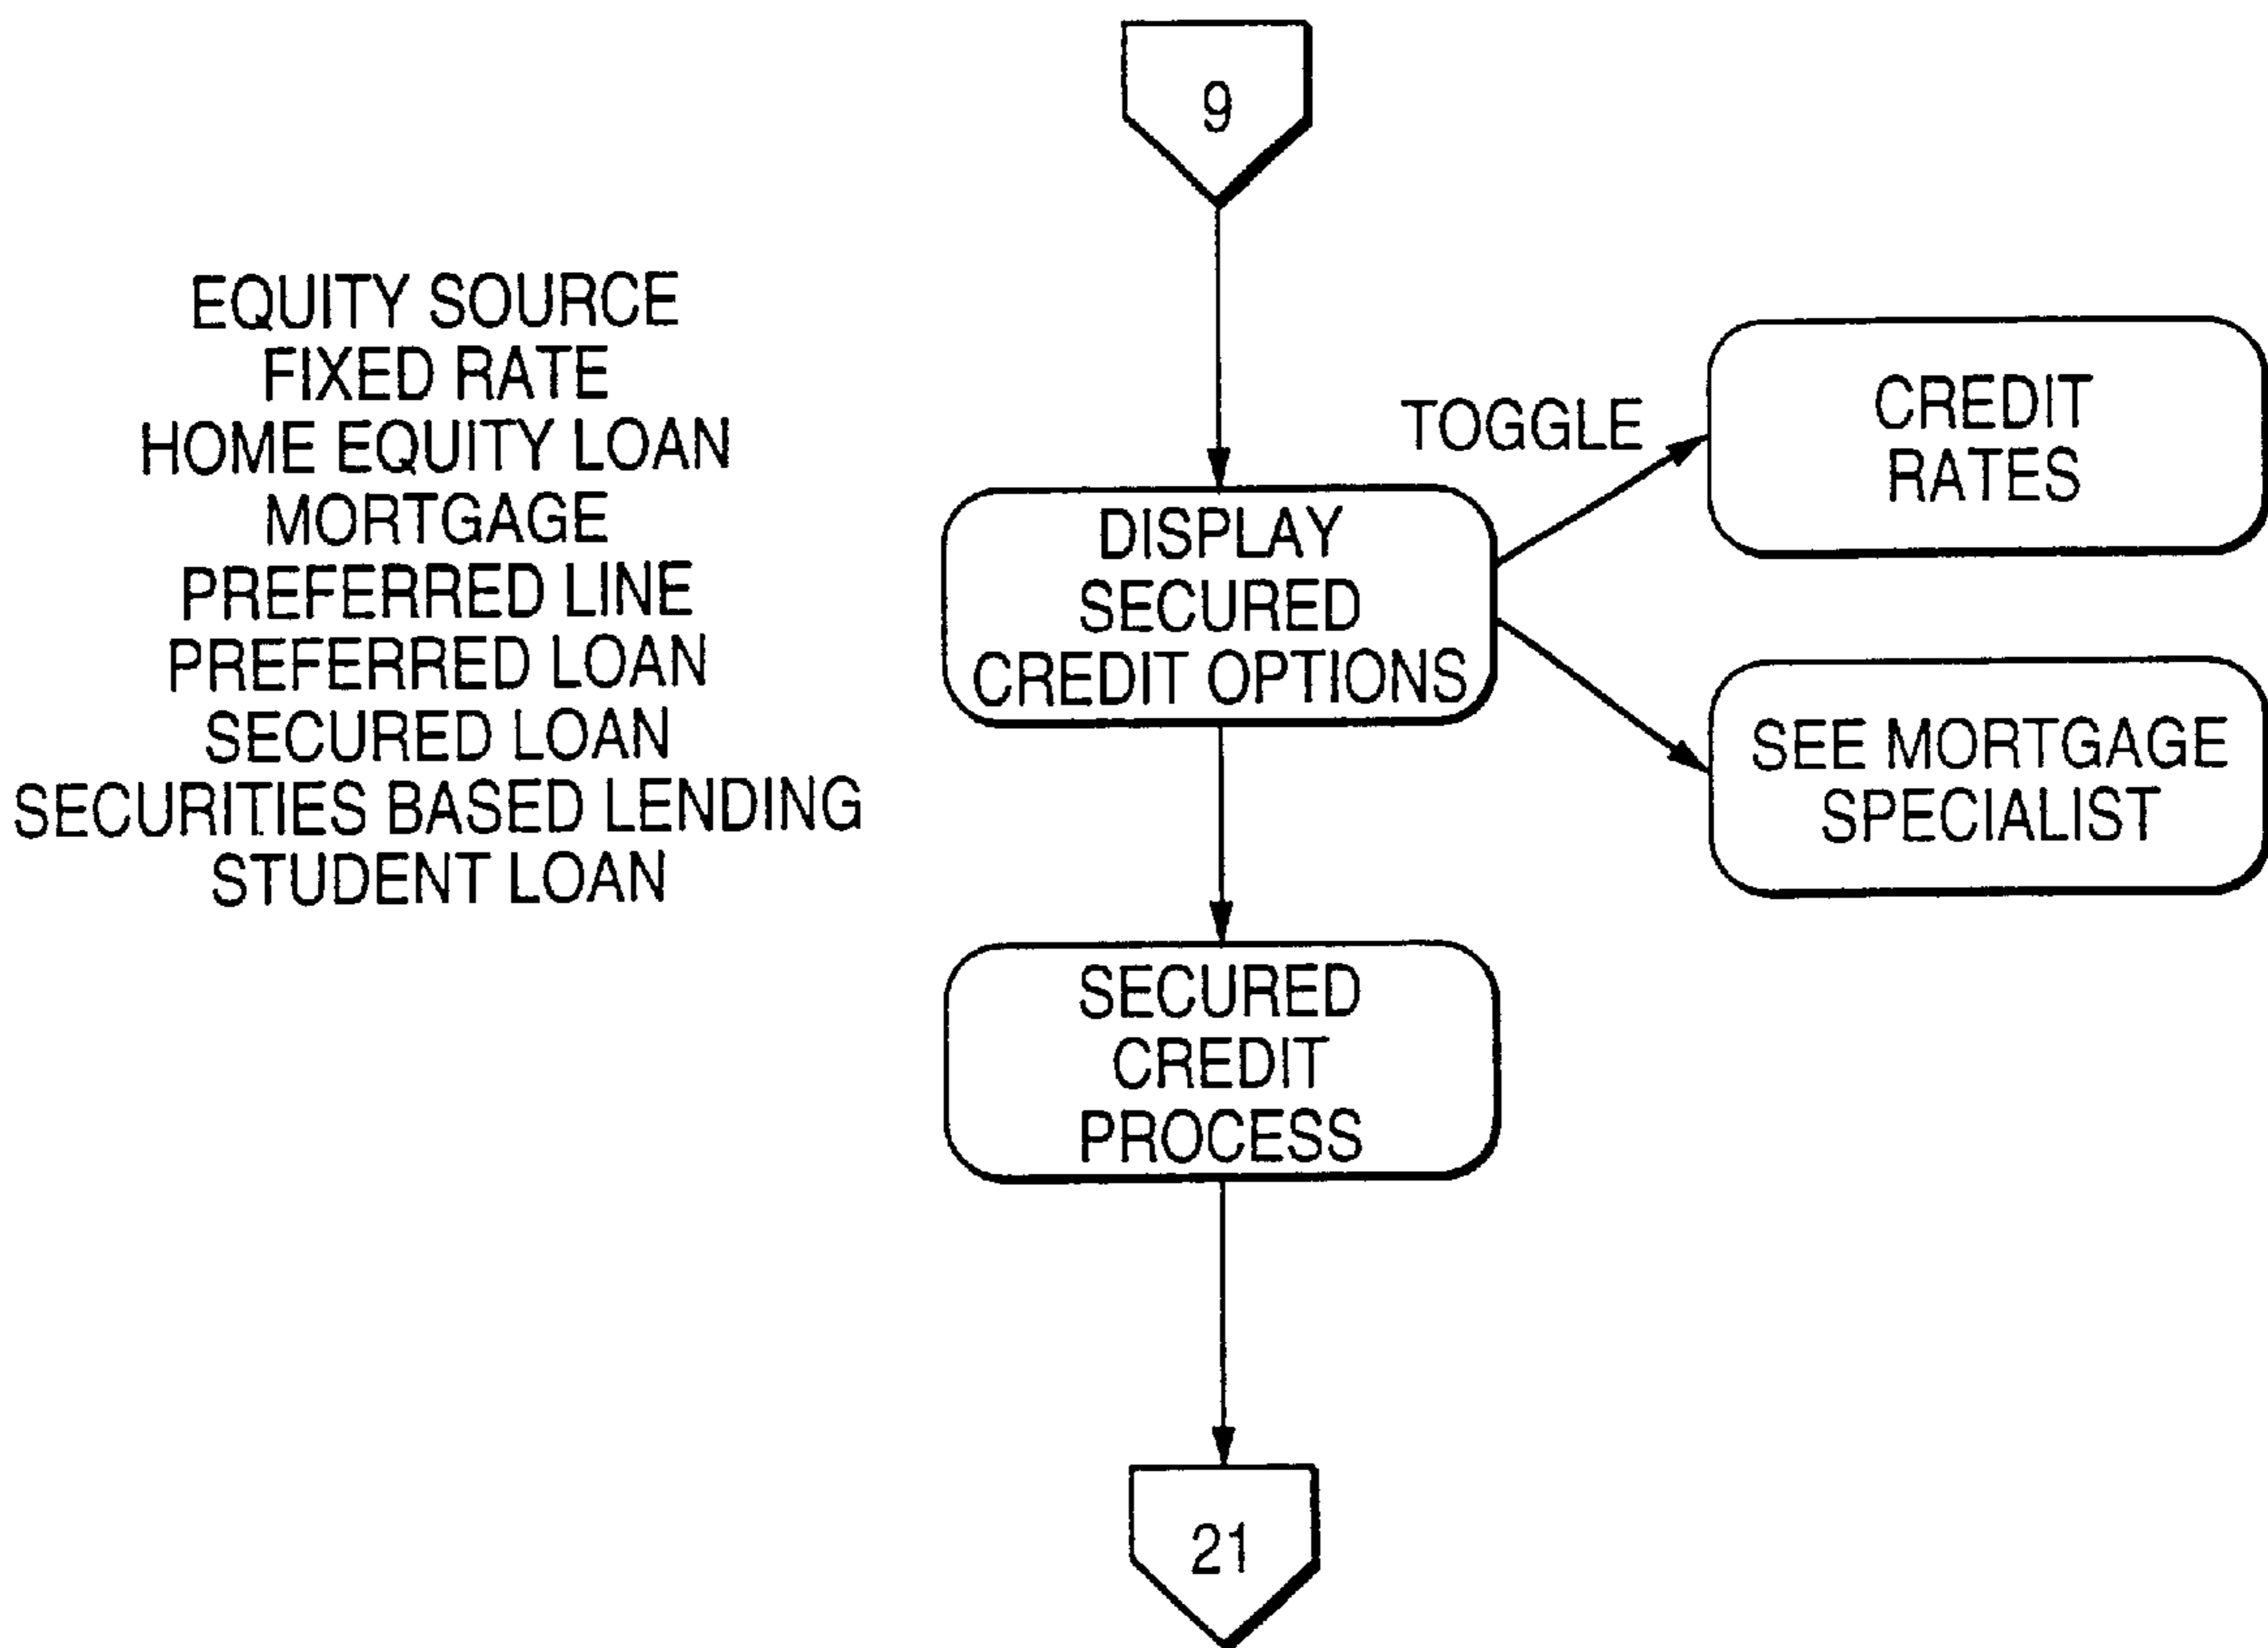 9
EQUITY SOURCE
FIXED RATE
HOME EQUITY LOAN
MORTGAGE
PREFERRED LINE
PREFERRED LOAN
SECURED LOAN
SECURITIES BASED LENDING
STUDENT LOAN
DISPLAY
SECURED
CREDIT OPTIONS
TOGGLE
CREDIT
RATES
SEE MORTGAGE
SPECIALIST
SECURED
CREDIT
PROCESS
21